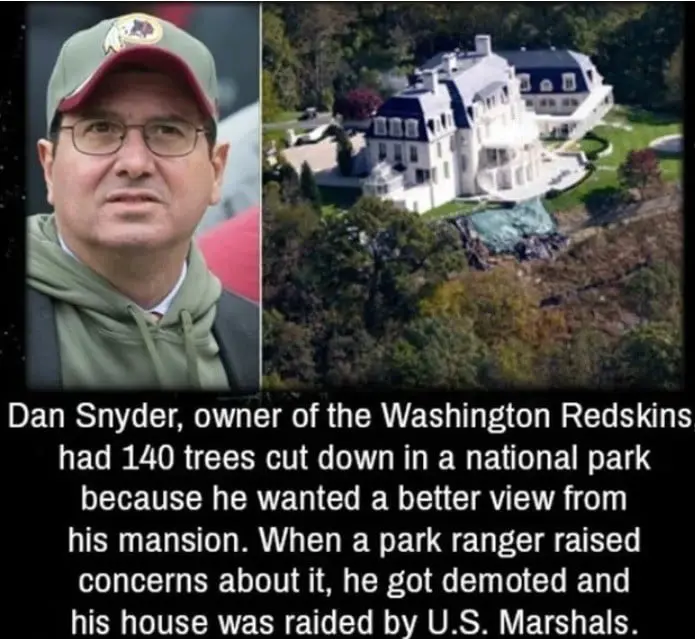 Dan Snyder, owner of the Washington Redskins,
had 140 trees cut down in a national park
because he wanted a better view from
his mansion. When a park ranger raised
concerns about it, he got demoted and
his house was raided by U.S. Marshals.